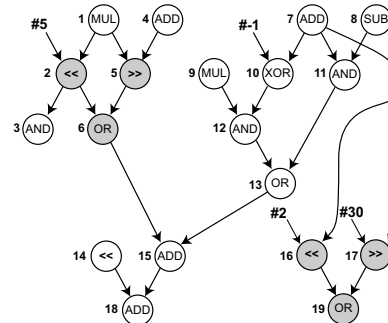 #5 1 MUL 4 ADD 7 ADD 8 SUB
#-1
2 << 5 >> 9 MUL 10 XOR 11 AND
3 AND 6 OR 12 AND
13 OR
#2 #30
14 << 15 ADD 16 << 17 >>
18 ADD 19 OR